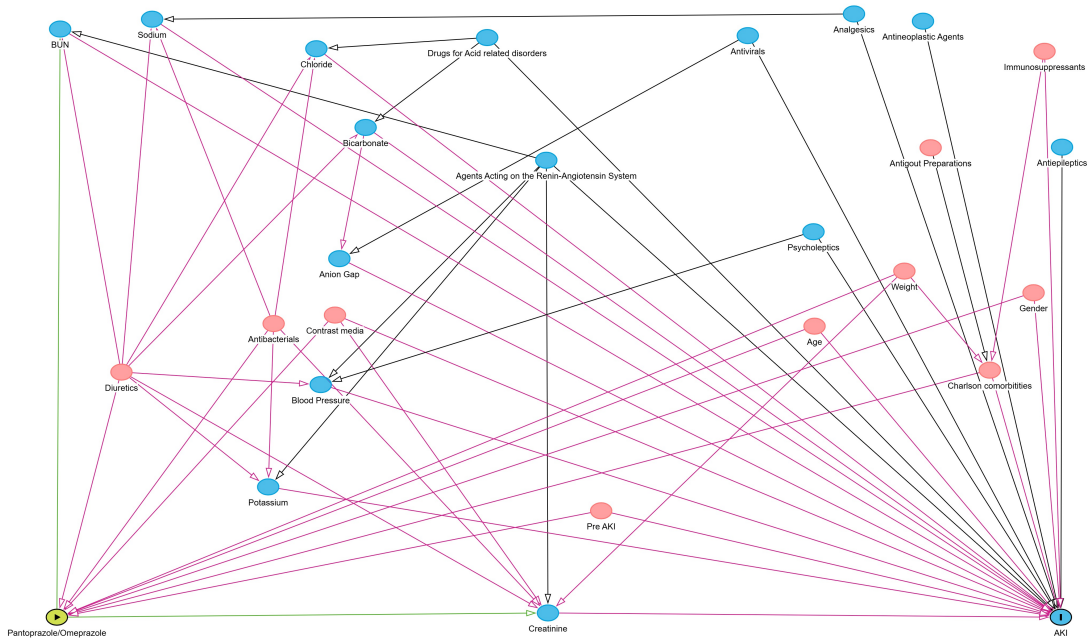 Analgesics
Antineoplastic Agents
Sodium
BUN
Drugs for Acid related disorders
Antivirals
Chloride
Immunosuppressants
Bicarbonate
Antigout Preparations
Antiepileptics
Agents Acting on the Renin-Angiotensin System
Psycholeptics
Anion Gap
Weight
Gender
Contrast media
Antibacterials
Age
Diuretics
Blood Pressure
Charlson comorbitities
Potassium
Pre AKI
Creatinine
Pantoprazole/Omeprazole
AKI